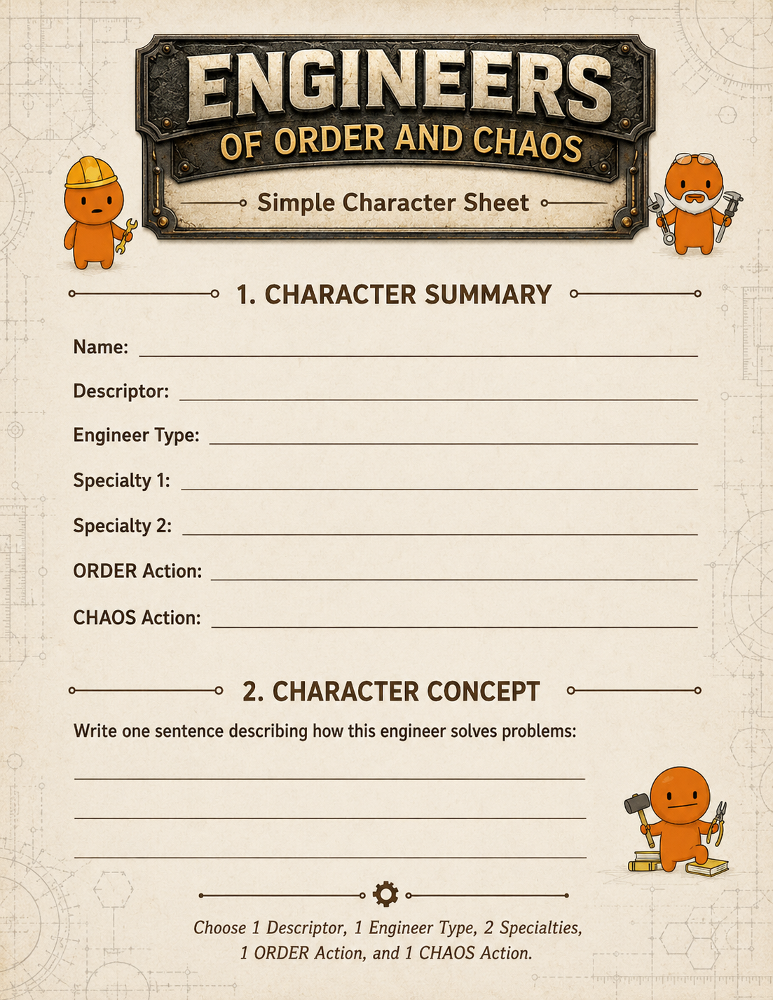 ENGINEERS
OF ORDER AND CHAOS
Simple Character Sheet
1. CHARACTER SUMMARY
Name:
Descriptor:
Engineer Type:
Specialty 1:
Specialty 2:
ORDER Action:
CHAOS Action:
2. CHARACTER CONCEPT
Write one sentence describing how this engineer solves problems:
Choose 1 Descriptor, 1 Engineer Type, 2 Specialties,
1 ORDER Action, and 1 CHAOS Action.